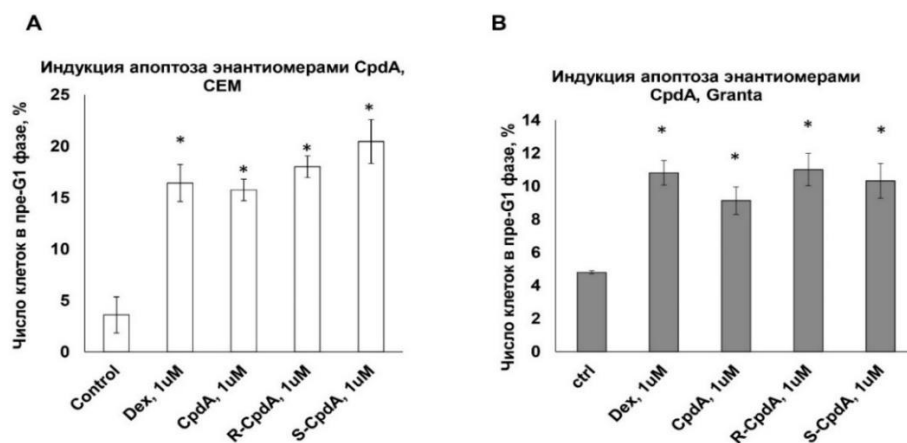 A
Индукция апоптоза энантиомерами CpdA,
CEM
Число клеток в пре-G1 фазе, %
25
20
15
10
5
0
*
*
*
*
Control
Dex, 1uM
CpdA, 1uM
R-CpdA, 1uM
S-CpdA, 1uM
B
Индукция апоптоза энантиомерами
CpdA, Granta
Число клеток в пре-G1 фазе, %
14
12
10
8
6
4
2
0
*
*
*
*
ctrl
Dex, 1uM
CpdA, 1uM
R-CpdA, 1uM
S-CpdA, 1uM